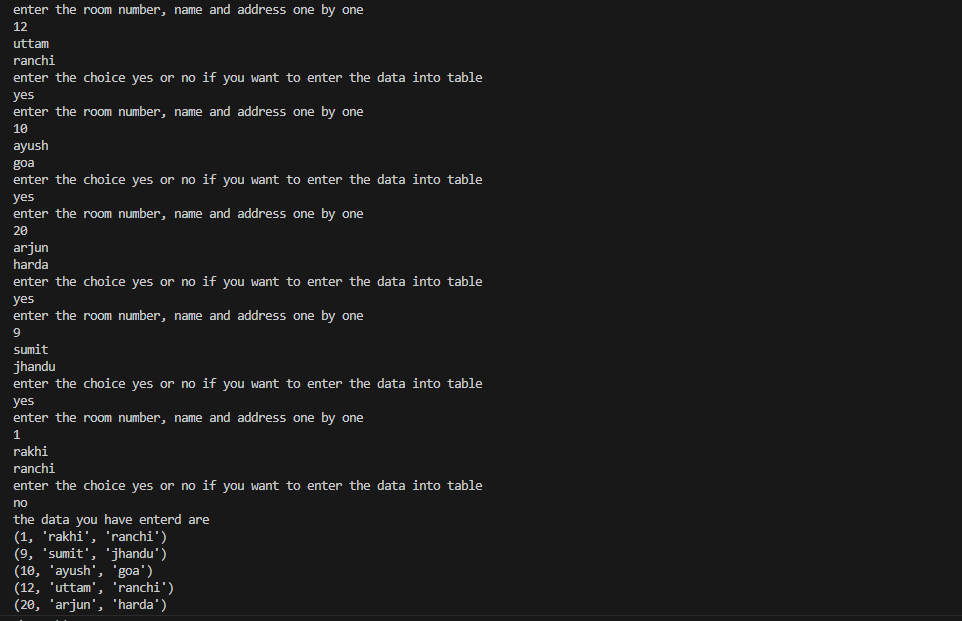 enter the room number, name and address one by one
12
uttam
ranchi
enter the choice yes or no if you want to enter the data into table
yes
enter the room number, name and address one by one
10
ayush
goa
enter the choice yes or no if you want to enter the data into table
yes
enter the room number, name and address one by one
20
arjun
harda
enter the choice yes or no if you want to enter the data into table
yes
enter the room number, name and address one by one
9
sumit
jhandu
enter the choice yes or no if you want to enter the data into table
yes
enter the room number, name and address one by one
1
rakhi
ranchi
enter the choice yes or no if you want to enter the data into table
no
the data you have enterd are
(1, 'rakhi', 'ranchi')
(9, 'sumit', 'jhandu')
(10, 'ayush', 'goa')
(12, 'uttam', 'ranchi')
(20, 'arjun', 'harda')